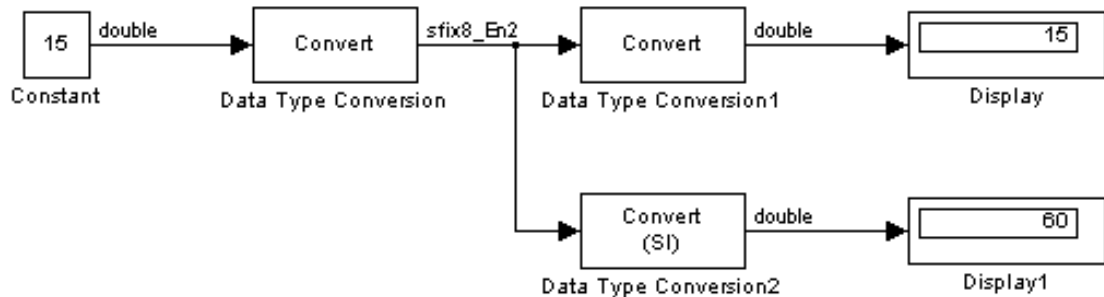 15
double
Convert
sfix8_En2
Convert
double
15
Constant
Data Type Conversion
Data Type Conversion1
Display
Convert
(SI)
double
60
Data Type Conversion2
Display1